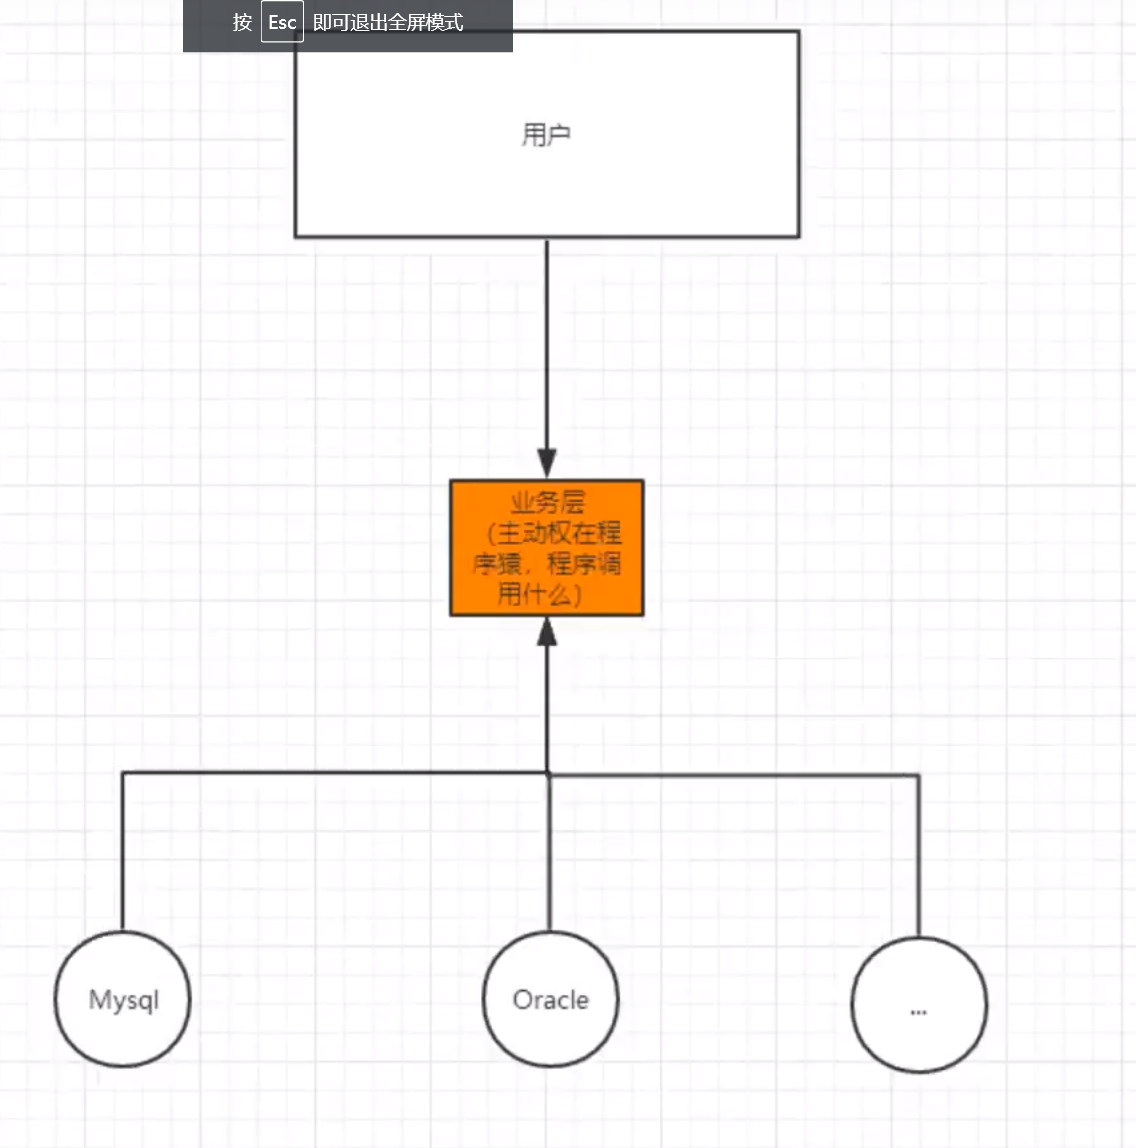 按 Esc 即可退出全屏模式
用户
业务层
（主动权在程
序猿，程序调
用什么）
Mysql
Oracle
...